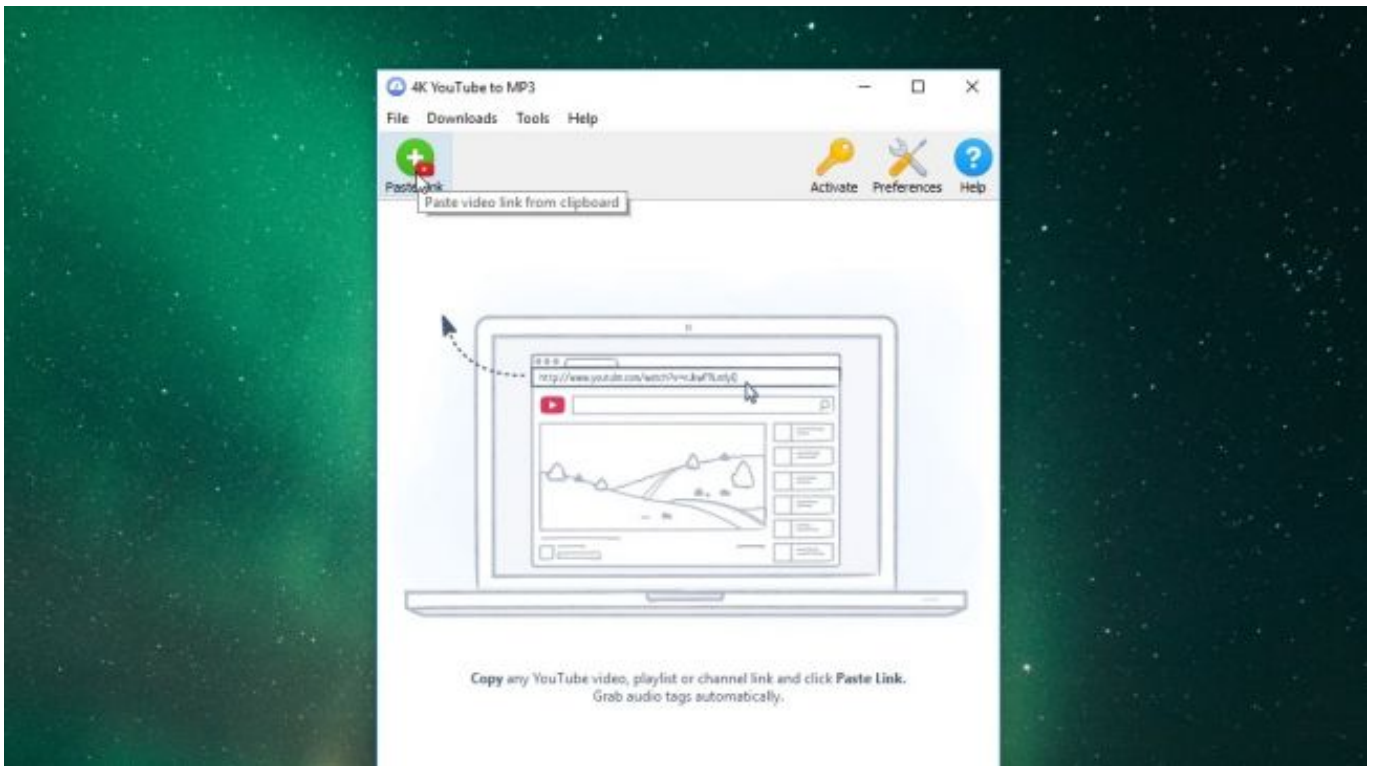 4K YouTube to MP3
File Downloads Tools Help
Paste Link
Activate Preferences Help
Paste video link from clipboard
Copy any YouTube video, playlist or channel link and click Paste Link.
Grab audio tags automatically.